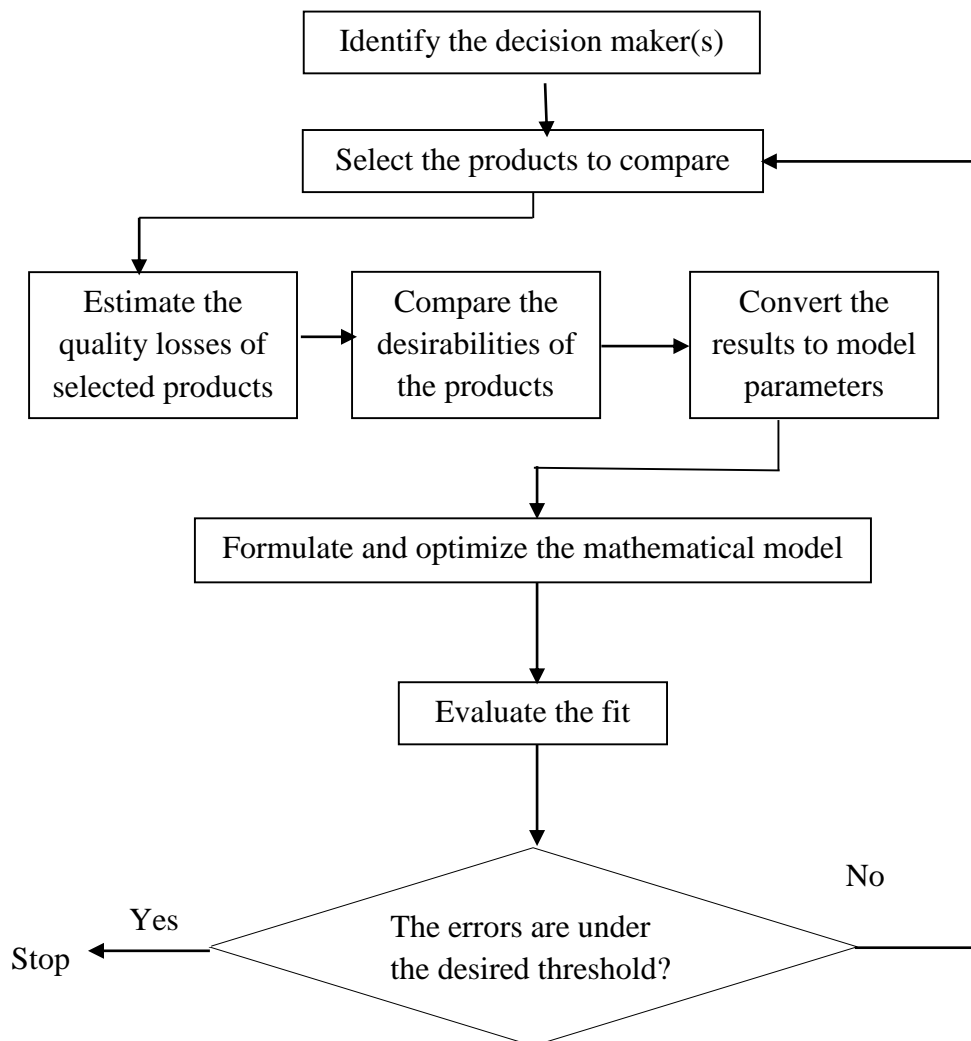 Identify the decision maker(s)
Select the products to compare
Estimate the
quality losses of
selected products
Compare the
desirabilities of
the products
Convert the
results to model
parameters
Formulate and optimize the mathematical model
Evaluate the fit
The errors are under
the desired threshold?
Yes
Stop
No